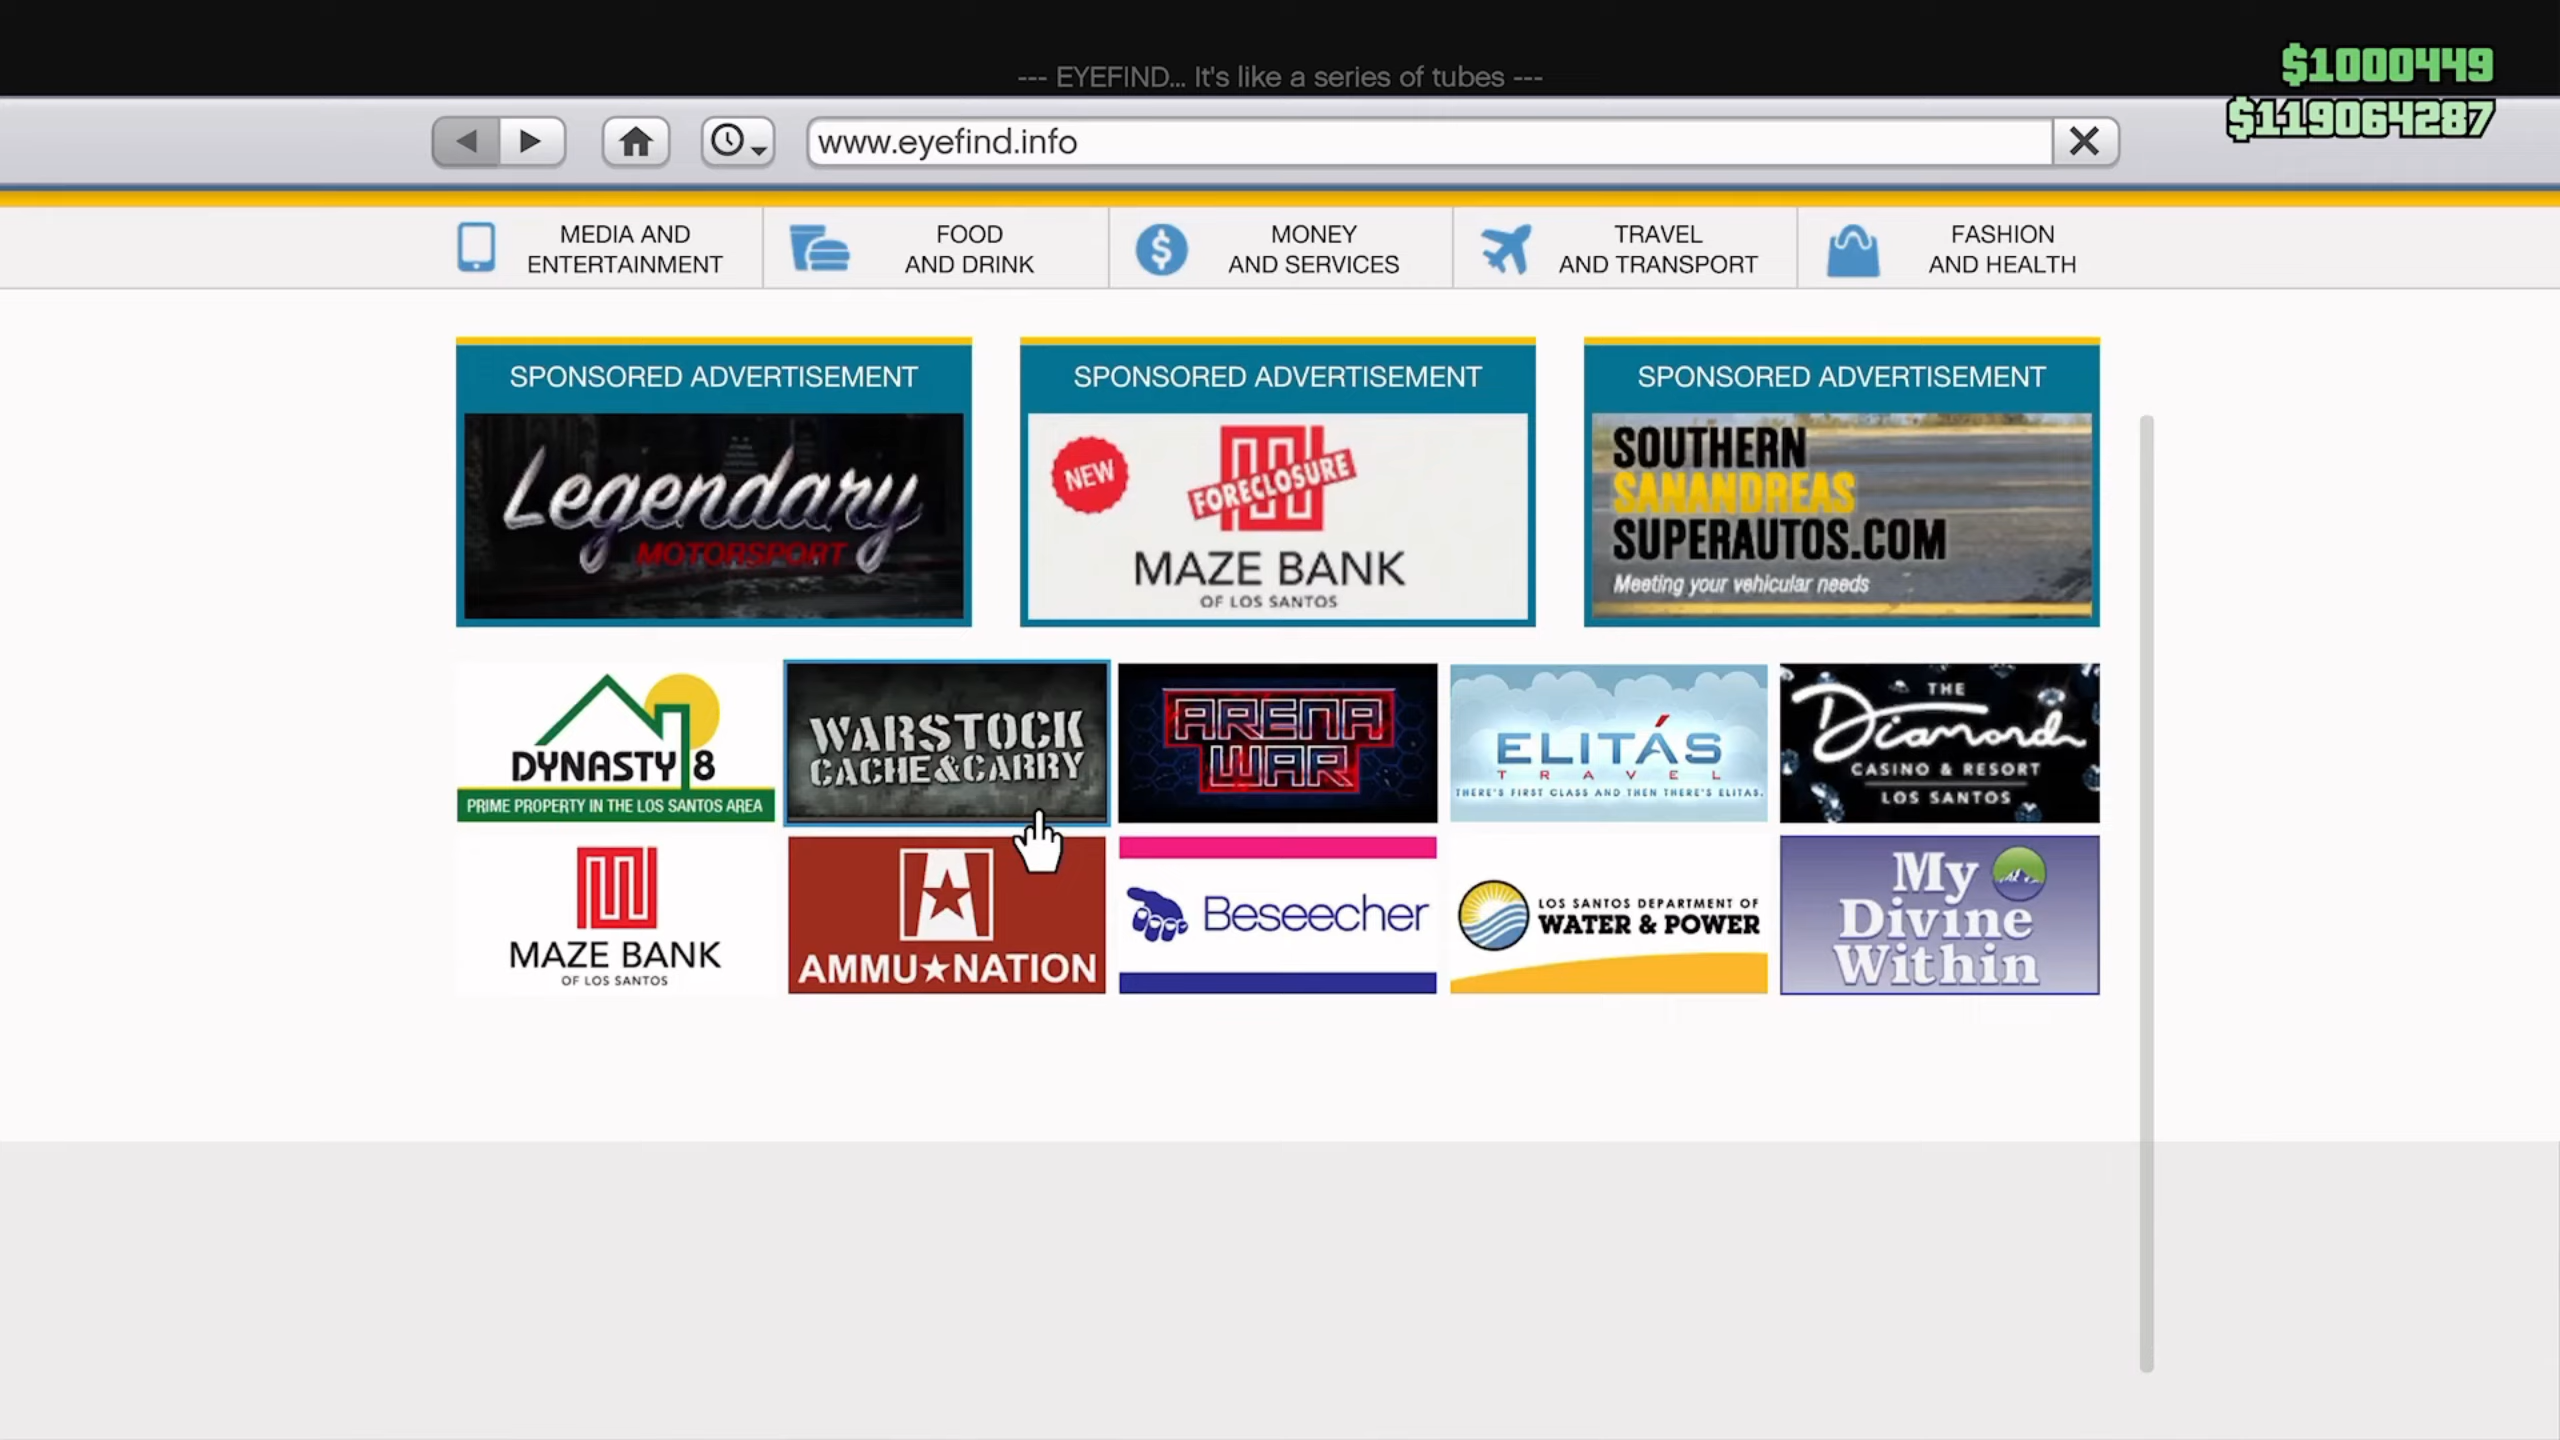 --- EYEFIND... It's like a series of tubes ---
$1000449
$119064287
www.eyefind.info
MEDIA AND
ENTERTAINMENT
FOOD
AND DRINK
MONEY
AND SERVICES
TRAVEL
AND TRANSPORT
FASHION
AND HEALTH
SPONSORED ADVERTISEMENT
Legendary
MOTORSPORT
SPONSORED ADVERTISEMENT
NEW
FORECLOSURE
MAZE BANK
OF LOS SANTOS
SPONSORED ADVERTISEMENT
SOUTHERN
SANANDREAS
SUPERAUTOS.COM
Meeting your vehicular needs
DYNASTY 8
PRIME PROPERTY IN THE LOS SANTOS AREA
WARSTOCK
CACHE&CARRY
ARENA
WAR
ELITÁS
TRAVEL
THERE'S FIRST CLASS AND THEN THERE'S ELITAS.
THE
Diamond
CASINO & RESORT
LOS SANTOS
MAZE BANK
OF LOS SANTOS
AMMU★NATION
Beseecher
LOS SANTOS DEPARTMENT OF
WATER & POWER
My
Divine
Within